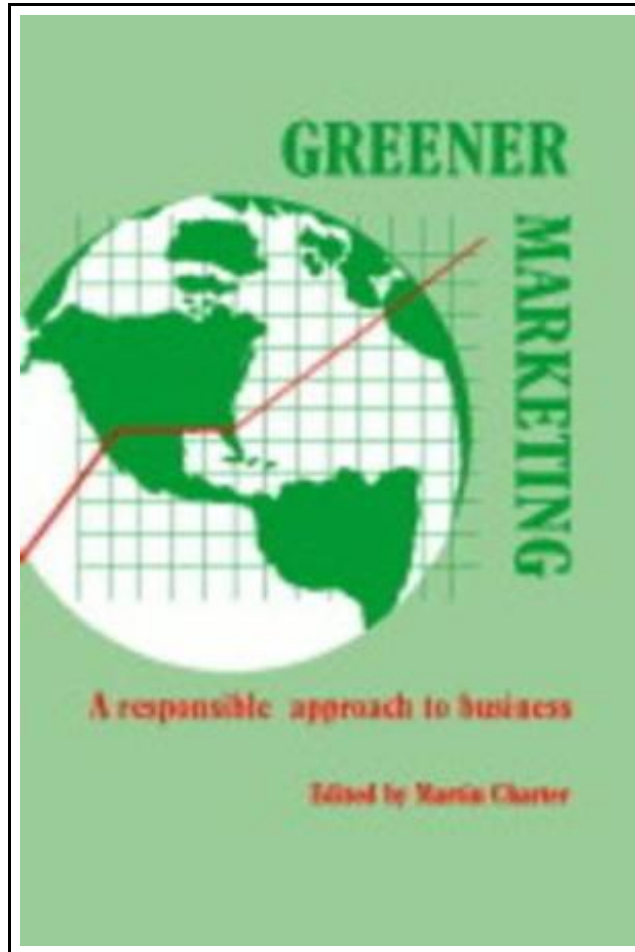 GREENER
MARKETING
A responsible approach to business
Edited by Martin Charter